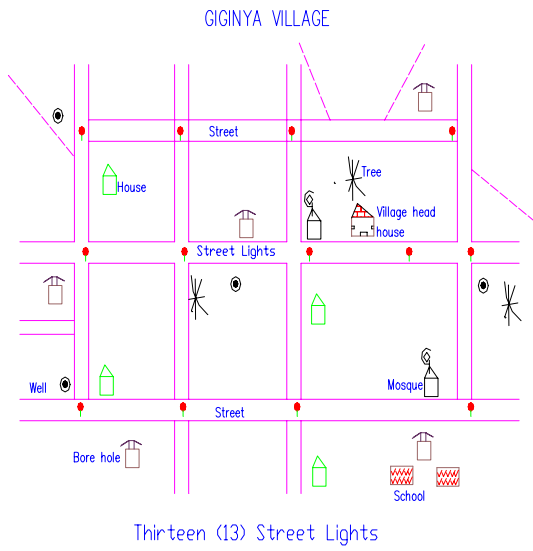 GIGINYA VILLAGE
Street
Tree
House
Village head
house
Street Lights
Well
Mosque
Street
Bore hole
School
Thirteen (13) Street Lights